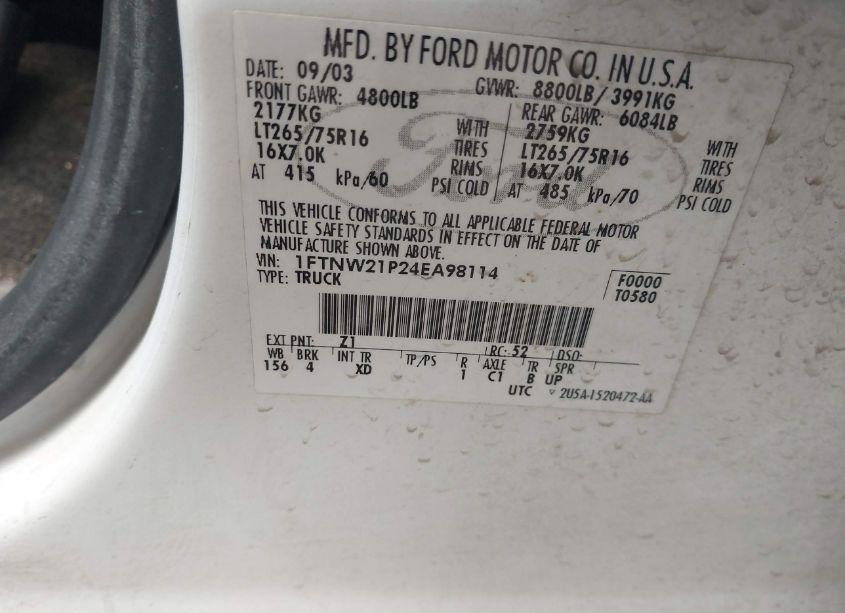 MFD. BY FORD MOTOR CO. IN U.S.A.
DATE: 09/03 GVWR: 8800LB/ 3991KG
FRONT GAWR: 4800LB REAR GAWR: 6084LB
2177KG WITH 2759KG WITH
LT265/75R16 TIRES LT265/75R16 TIRES
16X7.0K RIMS 16X7.0K RIMS
AT 415 kPa/60 PSI COLD AT 485 kPa/70 PSI COLD
Ford
THIS VEHICLE CONFORMS TO ALL APPLICABLE FEDERAL MOTOR
VEHICLE SAFETY STANDARDS IN EFFECT ON THE DATE OF
MANUFACTURE SHOWN ABOVE.
VIN: 1FTNW21P24EA98114 F0000
TYPE: TRUCK T0580
EXT PNT: Z1 RC: 52 DSO:
WB BRK INT TR TP/PS R AXLE TR SPR
156 4 XD 1 C1 B UP
UTC
2U5A-1520472-AA